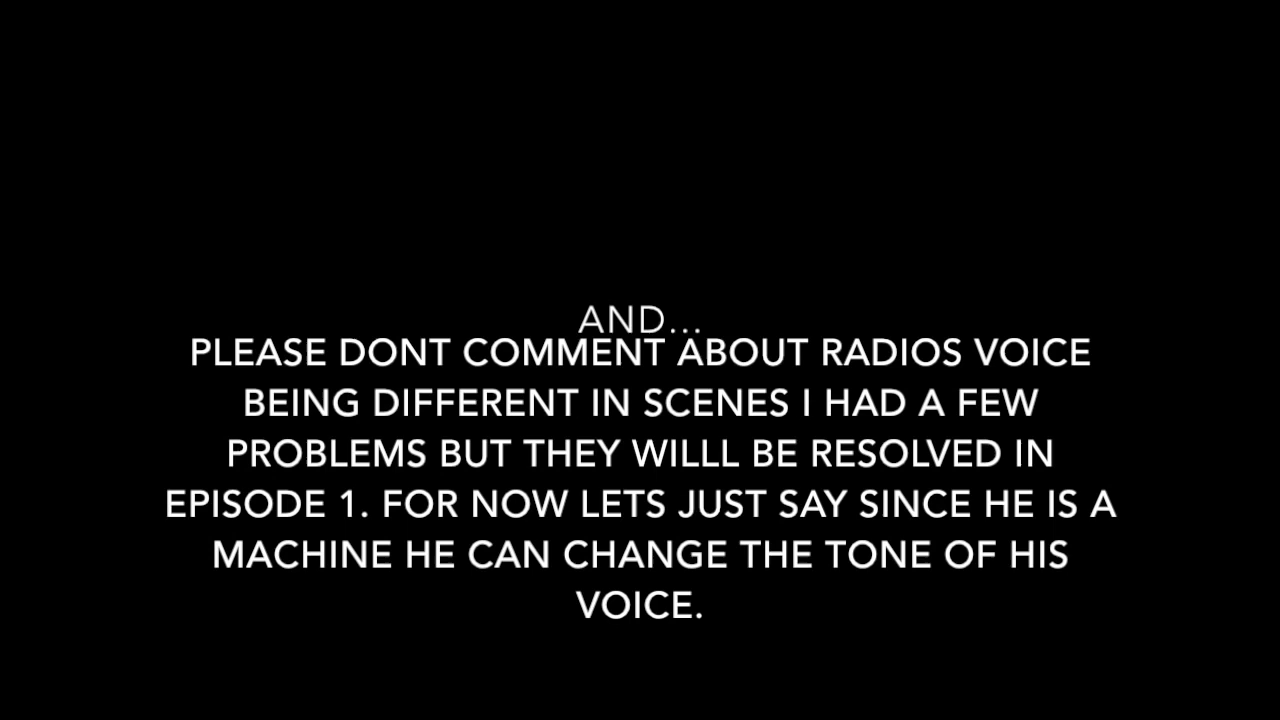 AND...
PLEASE DONT COMMENT ABOUT RADIOS VOICE
BEING DIFFERENT IN SCENES I HAD A FEW
PROBLEMS BUT THEY WILLL BE RESOLVED IN
EPISODE 1. FOR NOW LETS JUST SAY SINCE HE IS A
MACHINE HE CAN CHANGE THE TONE OF HIS
VOICE.